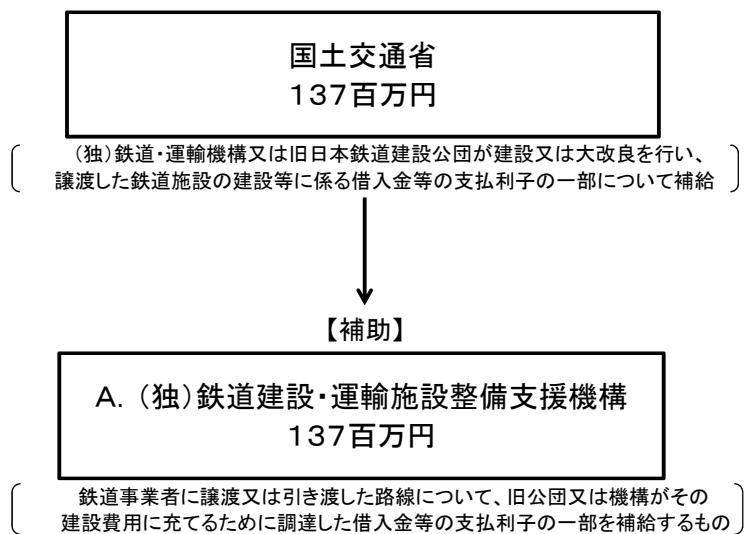 国土交通省
137百万円
(独)鉄道・運輸機構又は旧日本鉄道建設公団が建設又は大改良を行い、
譲渡した鉄道施設の建設等に係る借入金等の支払利子の一部について補給
【補助】
A.(独)鉄道建設・運輸施設整備支援機構
137百万円
鉄道事業者に譲渡又は引き渡した路線について、旧公団又は機構がその
建設費用に充てるために調達した借入金等の支払利子の一部を補給するもの